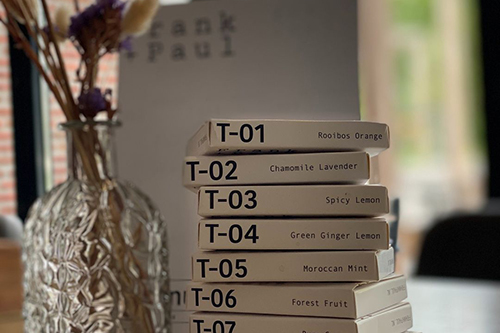 Frank
+ Paul
T-01 Rooibos Orange
T-02 Chamomile Lavender
T-03 Spicy Lemon
T-04 Green Ginger Lemon
T-05 Moroccan Mint
T-06 Forest Fruit
T-07